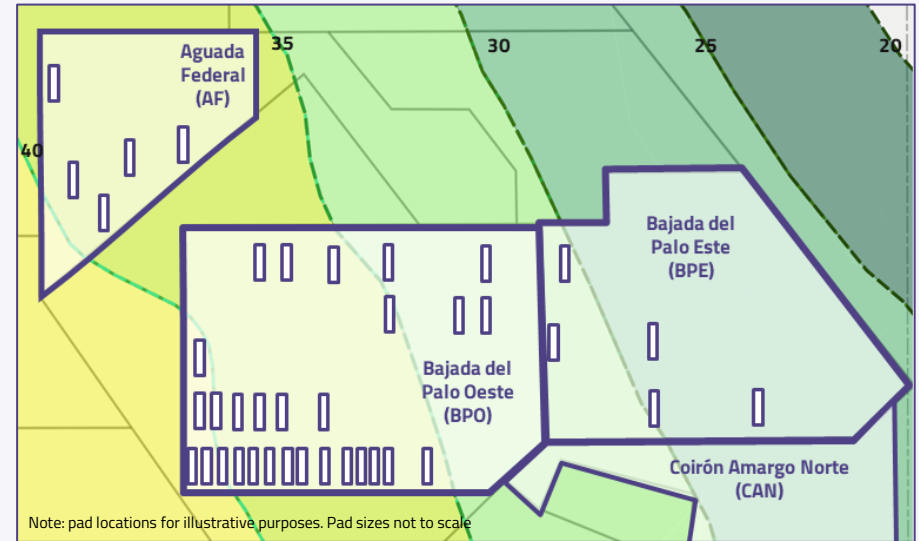 Aguada
Federal
(AF)
35
30
25
20
40
Bajada del
Palo Este
(BPE)
Bajada del
Palo Oeste
(BPO)
Coirón Amargo Norte
(CAN)
Note: pad locations for illustrative purposes. Pad sizes not to scale